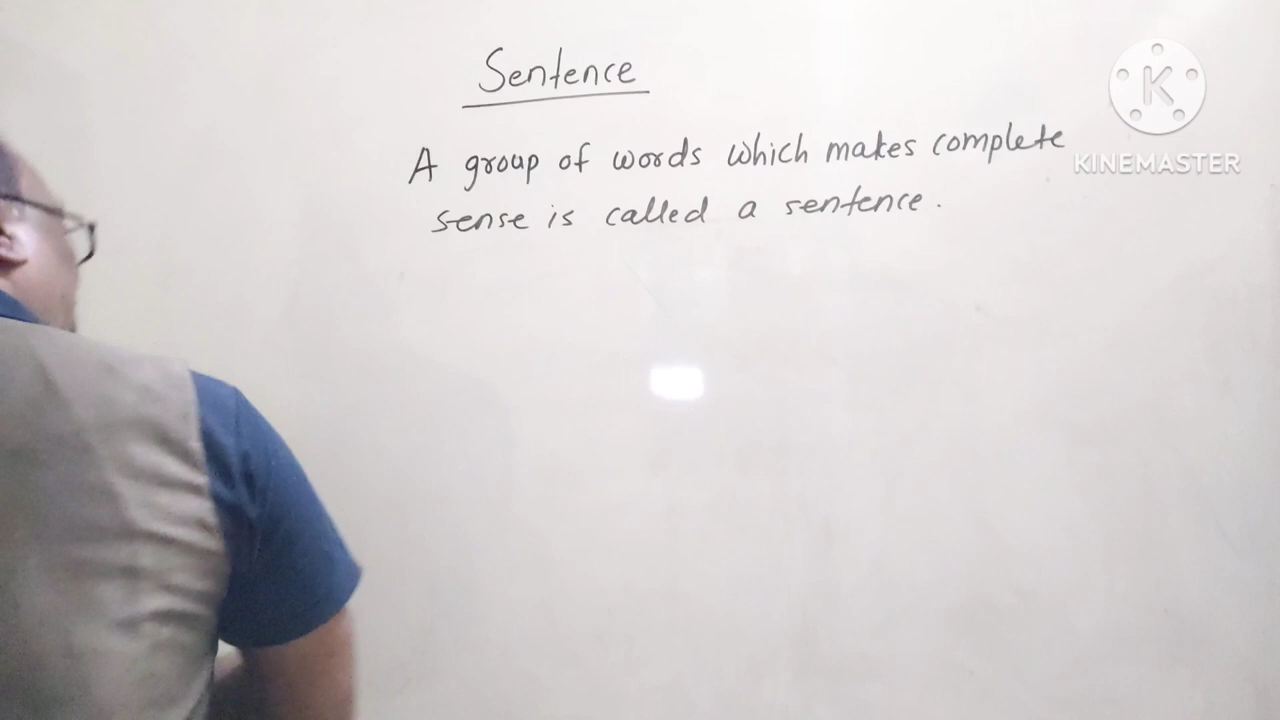 Sentence
A group of words which makes complete
sense is called a sentence.
K
KINEMASTER